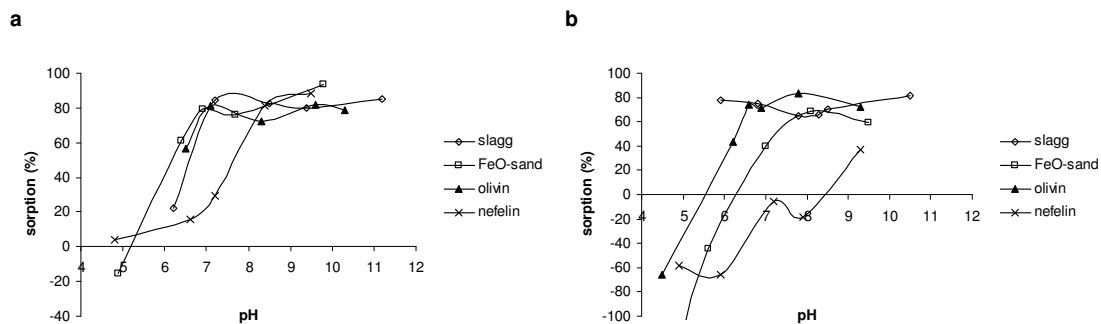 a
100
80
60
40
20
0
-20
-40
4 5 6 7 8 9 10 11 12
sorption (%)
pH
slagg
FeO-sand
olivin
nefelin
b
100
80
60
40
20
0
-20
-40
-60
-80
-100
4 5 6 7 8 9 10 11
sorption (%)
pH
slagg
FeO-sand
olivin
nefelin